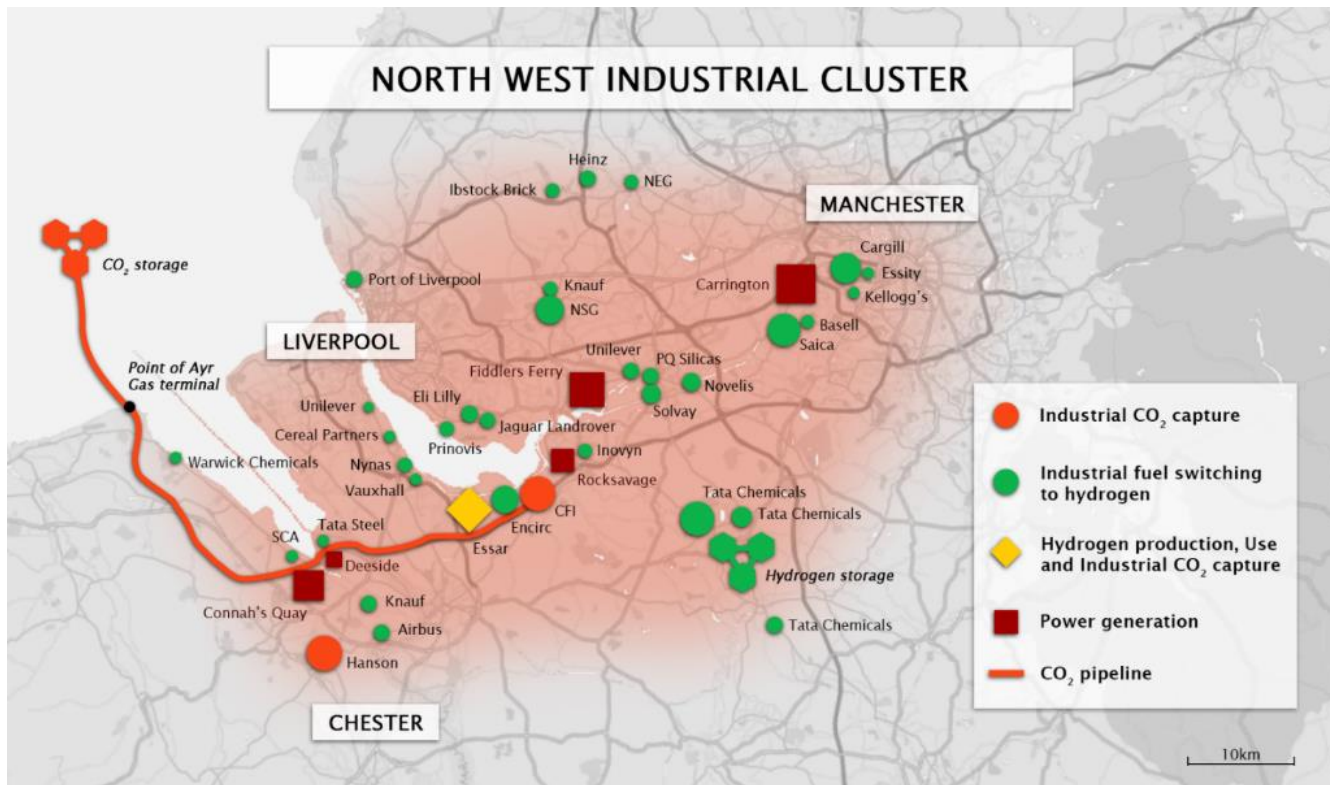 NORTH WEST INDUSTRIAL CLUSTER
Heinz
Ibstock Brick
NEG
MANCHESTER
CO₂ storage
Port of Liverpool
Knauf
NSG
Carrington
Cargill
Essity
Kellogg's
Basell
Saica
LIVERPOOL
Point of Ayr
Gas terminal
Unilever
PQ Silicas
Fiddlers Ferry
Novelis
Solvay
Unilever
Eli Lilly
Jaguar Landrover
Cereal Partners
Prinovis
Warwick Chemicals
Nynas
Vauxhall
Inovyn
Rocksavage
CFI
Encirc
Essar
Tata Chemicals
Tata Chemicals
Hydrogen storage
Tata Chemicals
SCA
Tata Steel
Deeside
Connah's Quay
Knauf
Airbus
Hanson
CHESTER
Industrial CO₂ capture
Industrial fuel switching
to hydrogen
Hydrogen production, Use
and Industrial CO₂ capture
Power generation
CO₂ pipeline
10km